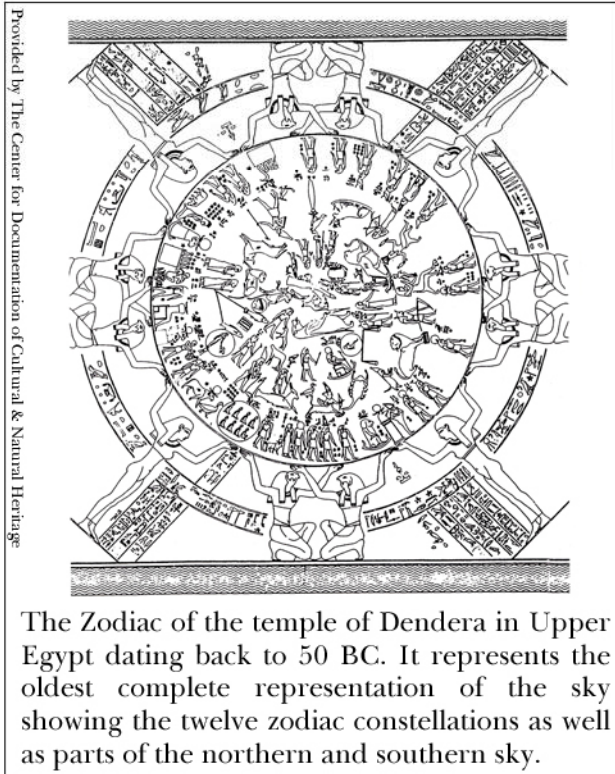 Provided by The Center for Documentation of Cultural & Natural Heritage
The Zodiac of the temple of Dendera in Upper
Egypt dating back to 50 BC. It represents the
oldest complete representation of the sky
showing the twelve zodiac constellations as well
as parts of the northern and southern sky.